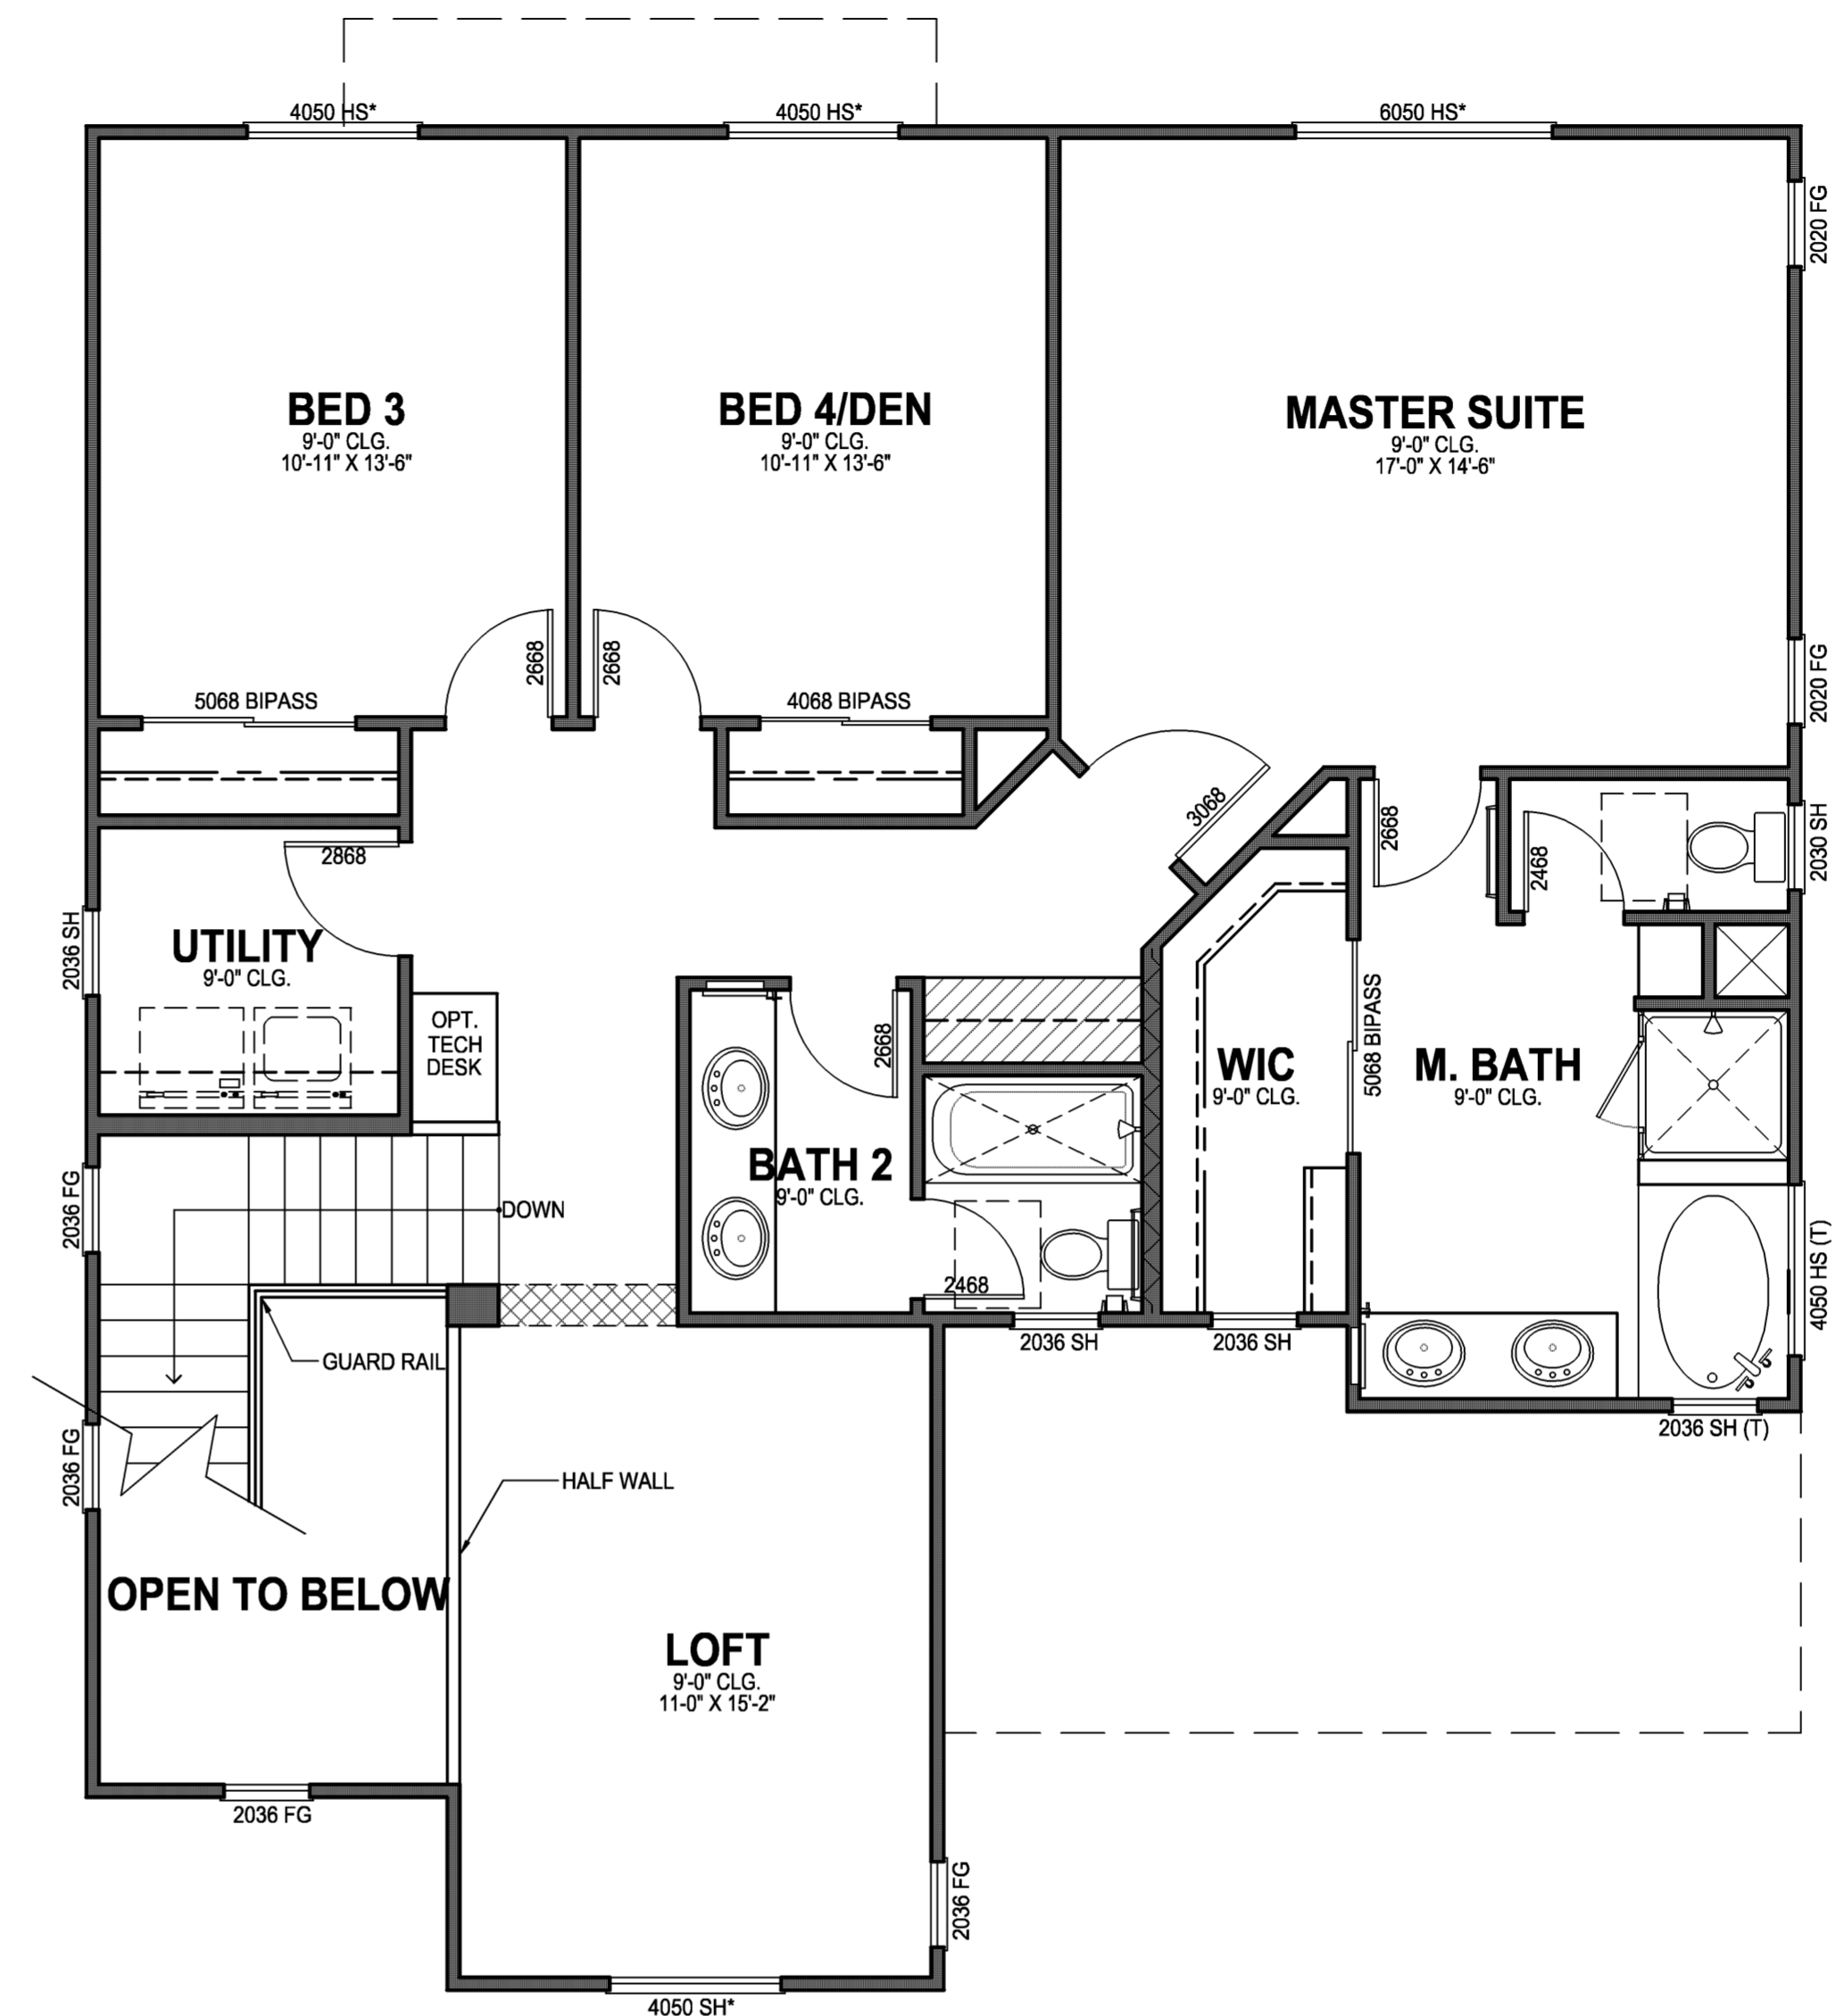 4050 HS*
4050 HS*
6050 HS*
2020 FG
BED 3
9'-0" CLG.
10'-11" X 13'-6"
BED 4/DEN
9'-0" CLG.
10'-11" X 13'-6"
MASTER SUITE
9'-0" CLG.
17'-0" X 14'-6"
2668
2668
2020 FG
5068 BIPASS
4068 BIPASS
3068
2668
2468
2030 SH
2868
2036 SH
UTILITY
9'-0" CLG.
OPT.
TECH
DESK
2668
WIC
9'-0" CLG.
5068 BIPASS
M. BATH
9'-0" CLG.
BATH 2
9'-0" CLG.
2036 FG
DOWN
2468
4050 HS (T)
2036 SH
2036 SH
GUARD RAIL
2036 SH (T)
2036 FG
HALF WALL
OPEN TO BELOW
LOFT
9'-0" CLG.
11-0" X 15'-2"
2036 FG
2036 FG
4050 SH*